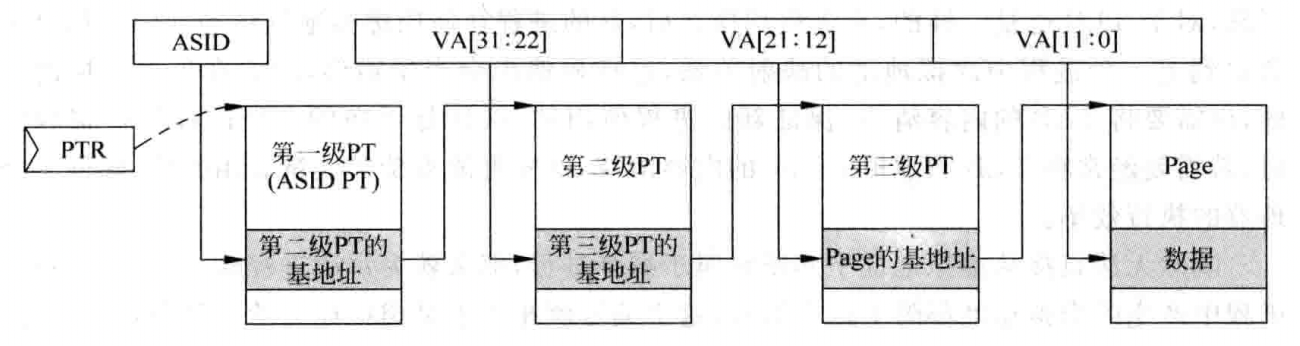 ASID
VA[31:22]
VA[21:12]
VA[11:0]
PTR
第一级PT
(ASID PT)
第二级PT
第三级PT
Page
第二级PT的
基地址
第三级PT的
基地址
Page的基地址
数据